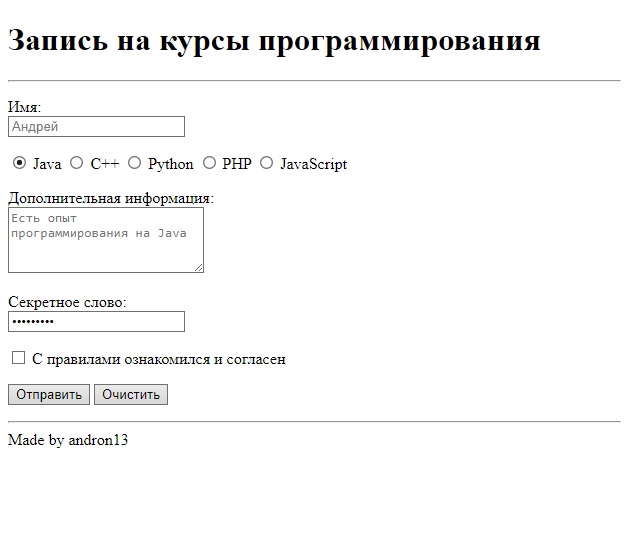 Запись на курсы программирования
Имя:
Андрей
Java C++ Python PHP JavaScript
Дополнительная информация:
Есть опыт
программирования на Java
Секретное слово:
•••••••••
С правилами ознакомился и согласен
Отправить Очистить
Made by andron13